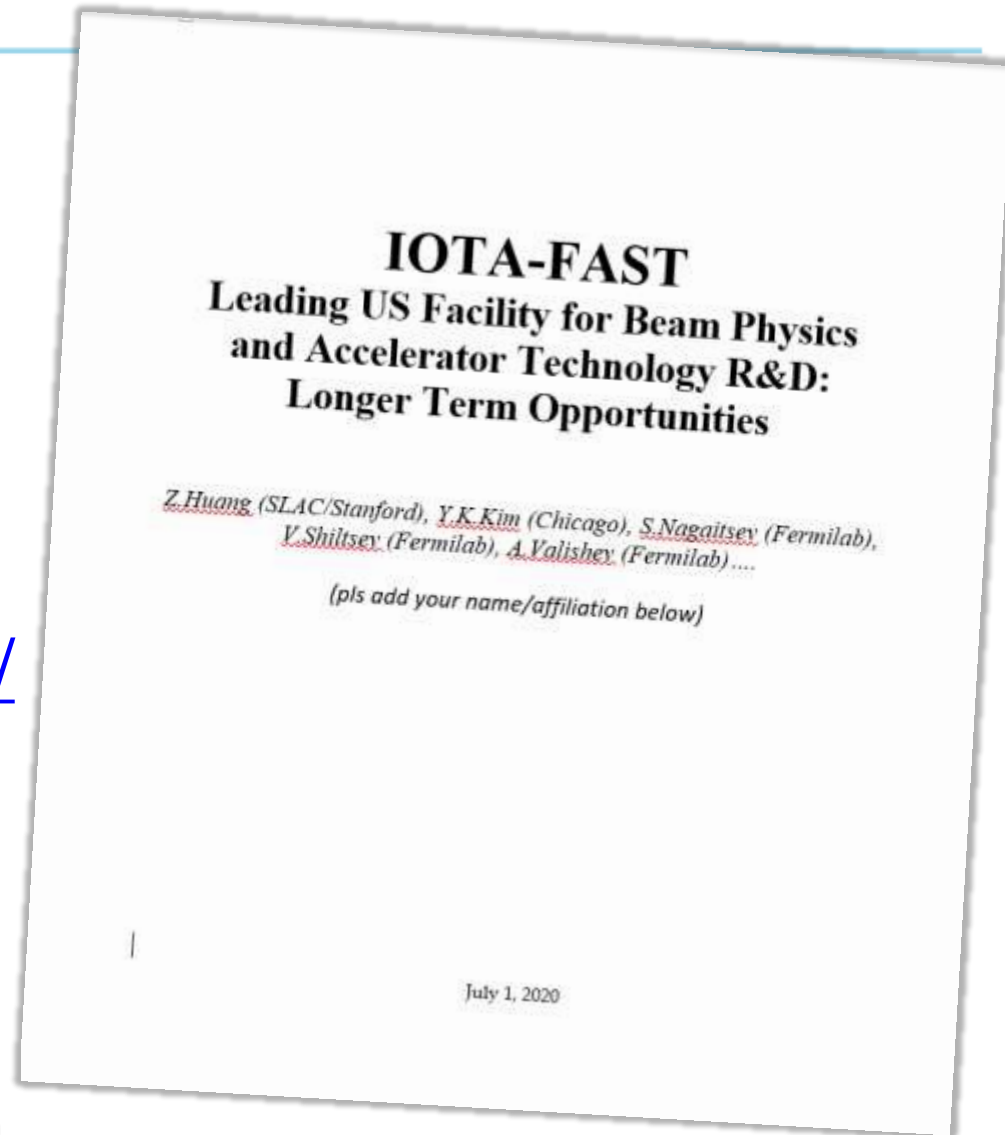 IOTA-FAST
Leading US Facility for Beam Physics
and Accelerator Technology R&D:
Longer Term Opportunities
Z.Huang (SLAC/Stanford), Y.K.Kim (Chicago), S.Nagaitsev (Fermilab),
V.Shiltsev (Fermilab), A.Valishev (Fermilab)....
(pls add your name/affiliation below)
/
July 1, 2020